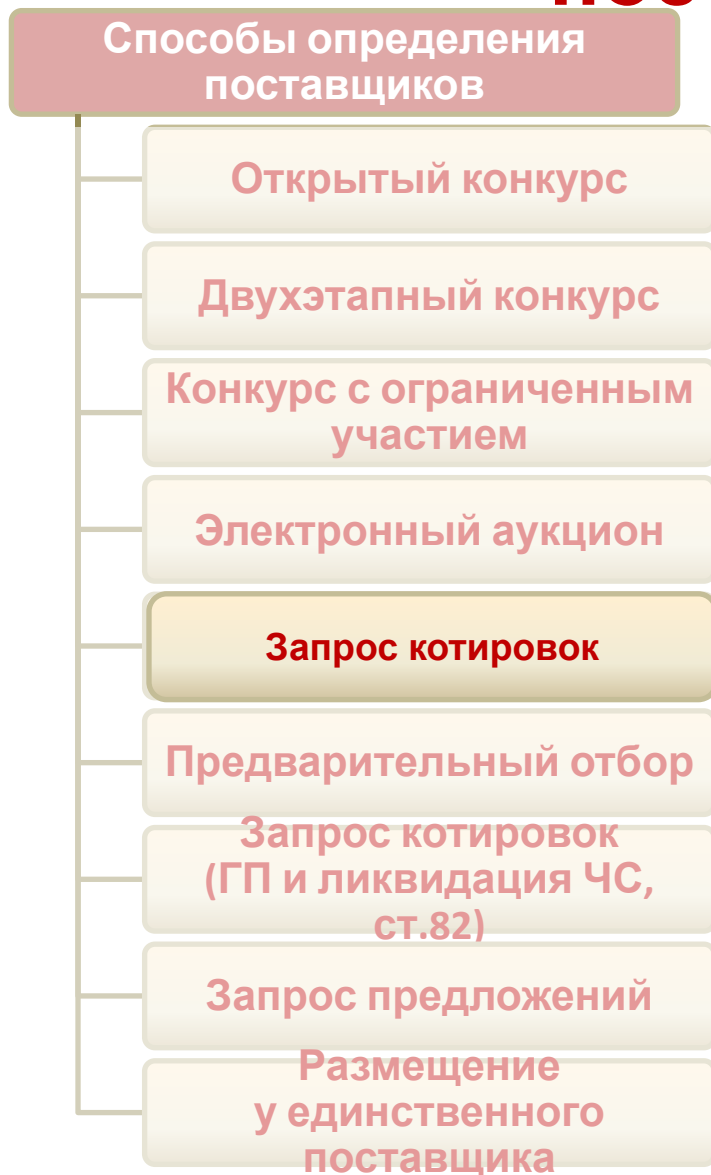 Способы определения
поставщиков
Открытый конкурс
Двухэтапный конкурс
Конкурс с ограниченным
участием
Электронный аукцион
Запрос котировок
Предварительный отбор
Запрос котировок
(ГП и ликвидация ЧС,
ст.82)
Запрос предложений
Размещение
у единственного
поставщика